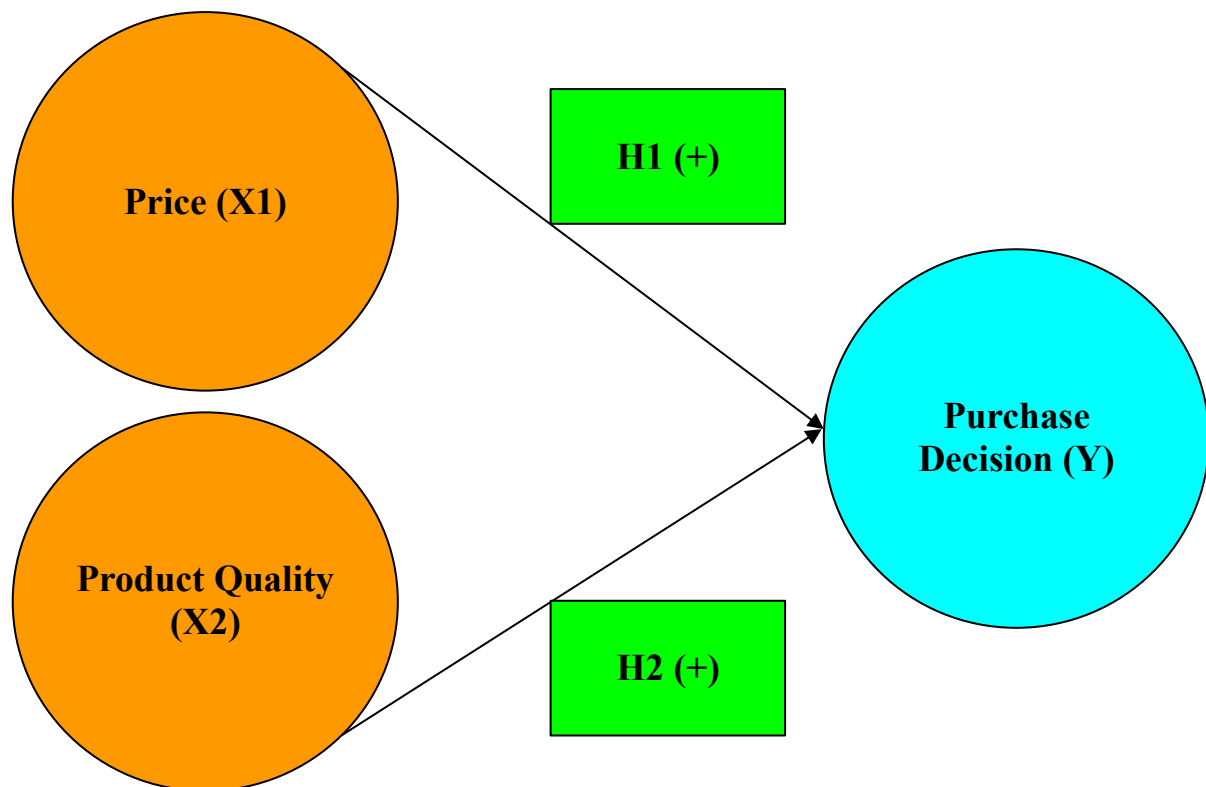 Price (X1)
H1 (+)
Purchase
Decision (Y)
Product Quality
(X2)
H2 (+)